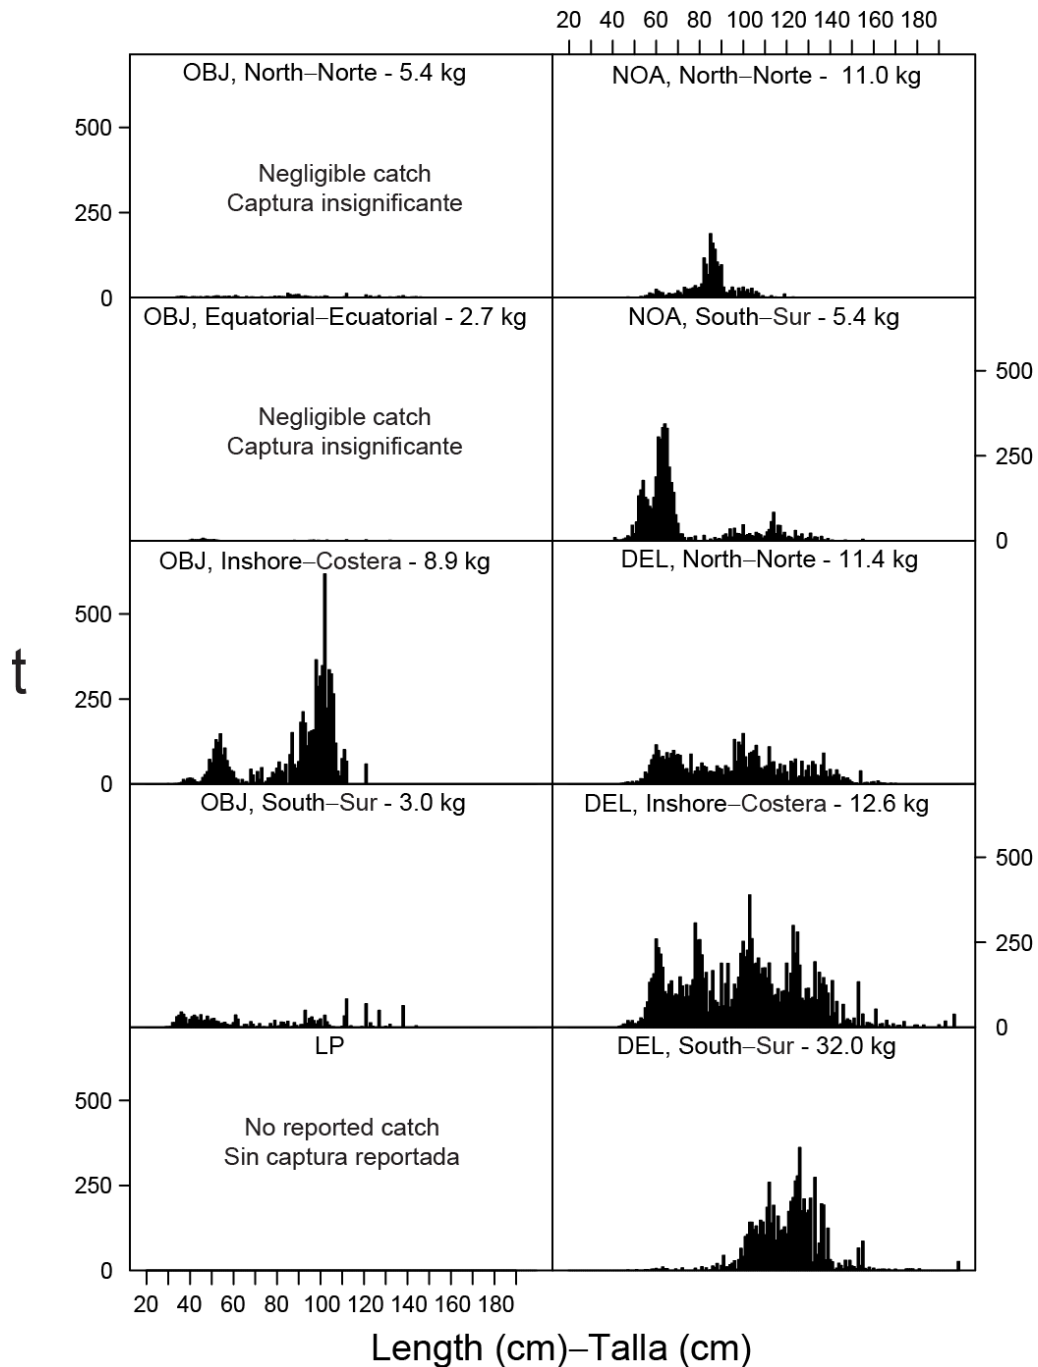 20 40 60 80 100 120 140 160 180
OBJ, North–Norte - 5.4 kg
NOA, North–Norte - 11.0 kg
500
Negligible catch
Captura insignificante
250
0
OBJ, Equatorial–Ecuatorial - 2.7 kg
NOA, South–Sur - 5.4 kg
500
Negligible catch
Captura insignificante
250
0
OBJ, Inshore–Costera - 8.9 kg
DEL, North–Norte - 11.4 kg
500
t
250
0
OBJ, South–Sur - 3.0 kg
DEL, Inshore–Costera - 12.6 kg
500
250
0
LP
DEL, South–Sur - 32.0 kg
500
No reported catch
Sin captura reportada
250
0
20 40 60 80 100 120 140 160 180
Length (cm)–Talla (cm)